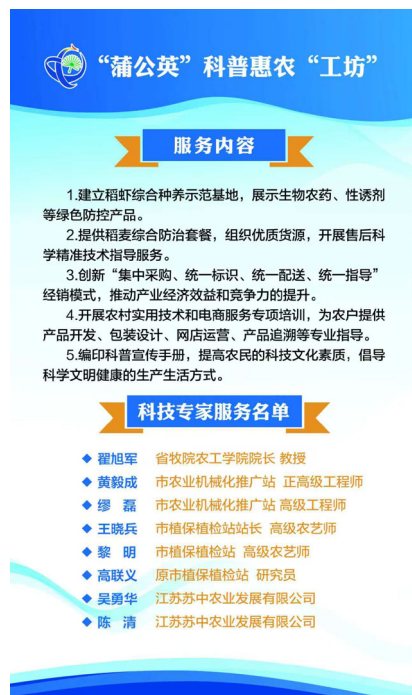 “蒲公英”科普惠农“工坊”
服务内容
1.建立稻虾综合种养示范基地，展示生物农药、性诱剂
等绿色防控产品。
2.提供稻麦综合防治套餐，组织优质货源，开展售后科
学精准技术指导服务。
3.创新“集中采购、统一标识、统一配送、统一指导”
经销模式，推动产业经济效益和竞争力的提升。
4.开展农村实用技术和电商服务专项培训，为农户提供
产品开发、包装设计、网店运营、产品追溯等专业指导。
5.编印科普宣传手册，提高农民的科技文化素质，倡导
科学文明健康的生产生活方式。
科技专家服务名单
◆ 翟旭军 省牧院农工学院院长 教授
◆ 黄毅成 市农业机械化推广站 正高级工程师
◆ 缪 磊 市农业机械化推广站 高级工程师
◆ 王晓兵 市植保植检站站长 高级农艺师
◆ 黎 明 市植保植检站 高级农艺师
◆ 高联义 原市植保植检站 研究员
◆ 吴勇华 江苏苏中农业发展有限公司
◆ 陈 清 江苏苏中农业发展有限公司